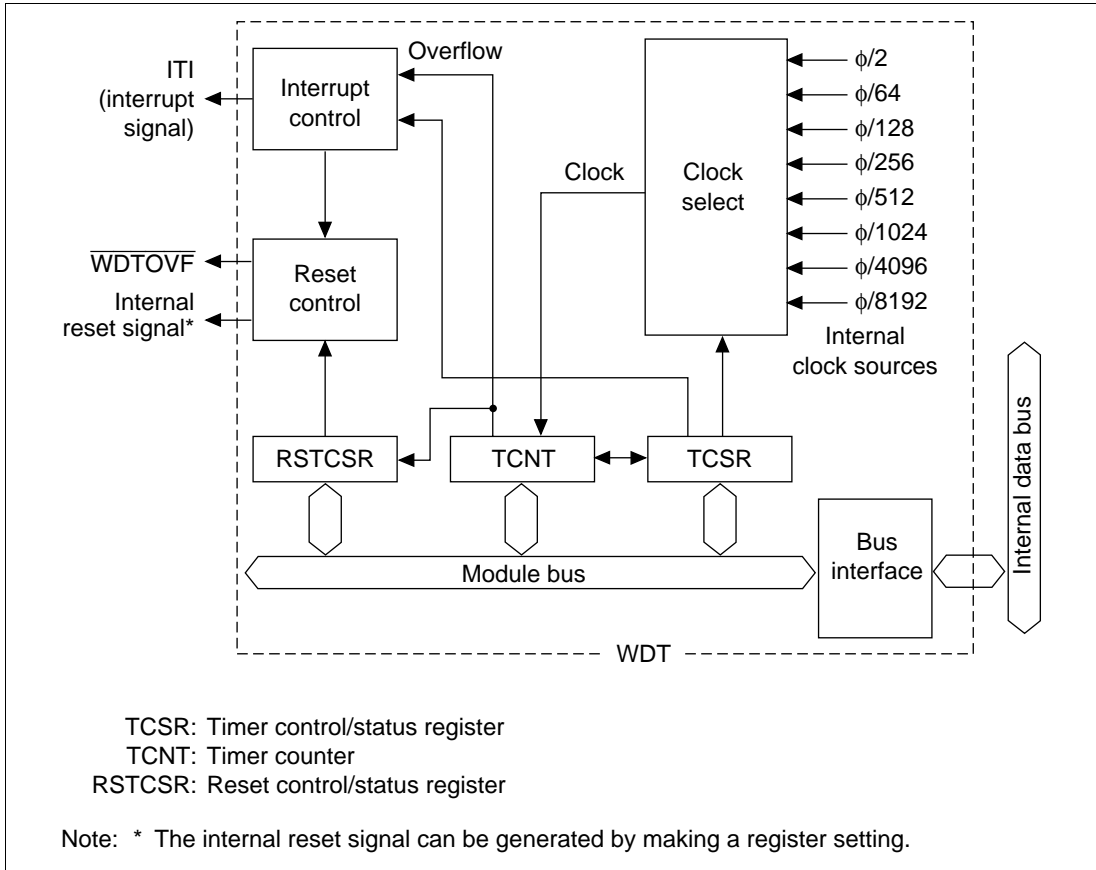 Overflow
ITI
(interrupt
signal)
Interrupt
control
Clock
Clock
select
ϕ/2
ϕ/64
ϕ/128
ϕ/256
ϕ/512
ϕ/1024
ϕ/4096
ϕ/8192
Internal
clock sources
WDTOVF
Internal
reset signal*
Reset
control
RSTCSR
TCNT
TCSR
Module bus
Bus
interface
Internal data bus
WDT
TCSR: Timer control/status register
TCNT: Timer counter
RSTCSR: Reset control/status register
Note: * The internal reset signal can be generated by making a register setting.